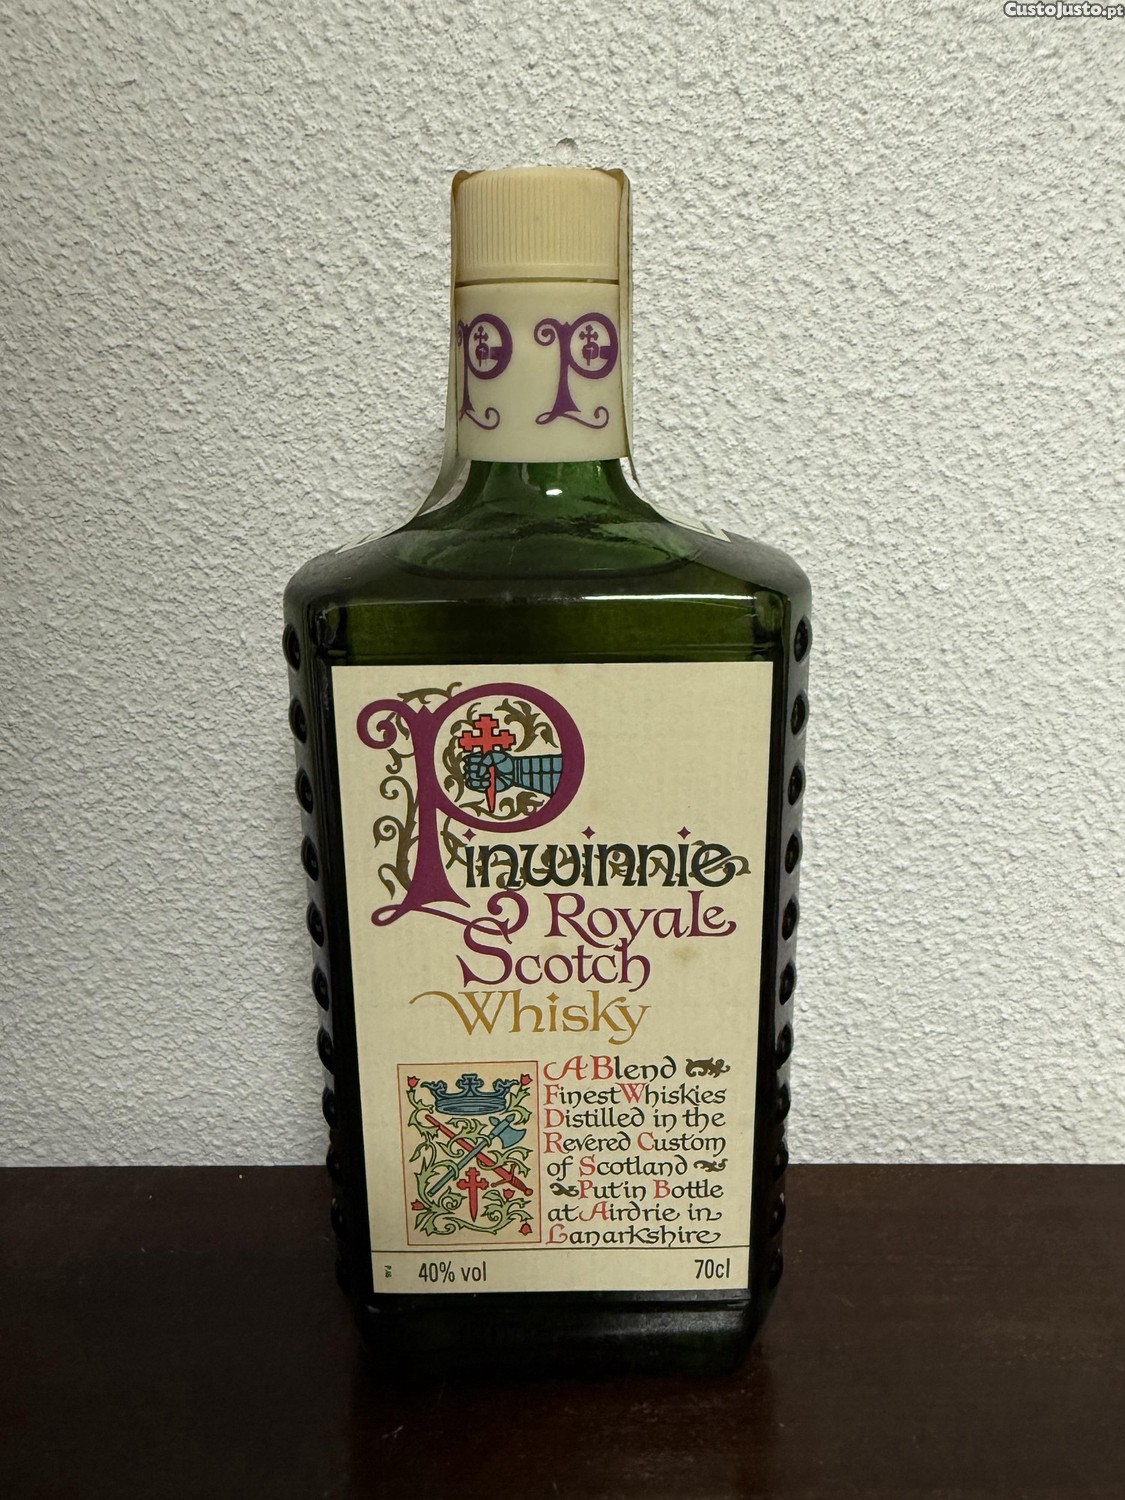 CustoJusto.pt
P P
Pinwinnie
Royale
Scotch
Whisky
A Blend
Finest Whiskies
Distilled in the
Revered Custom
of Scotland
Put in Bottle
at Airdrie in
Lanarkshire
40% vol 70cl